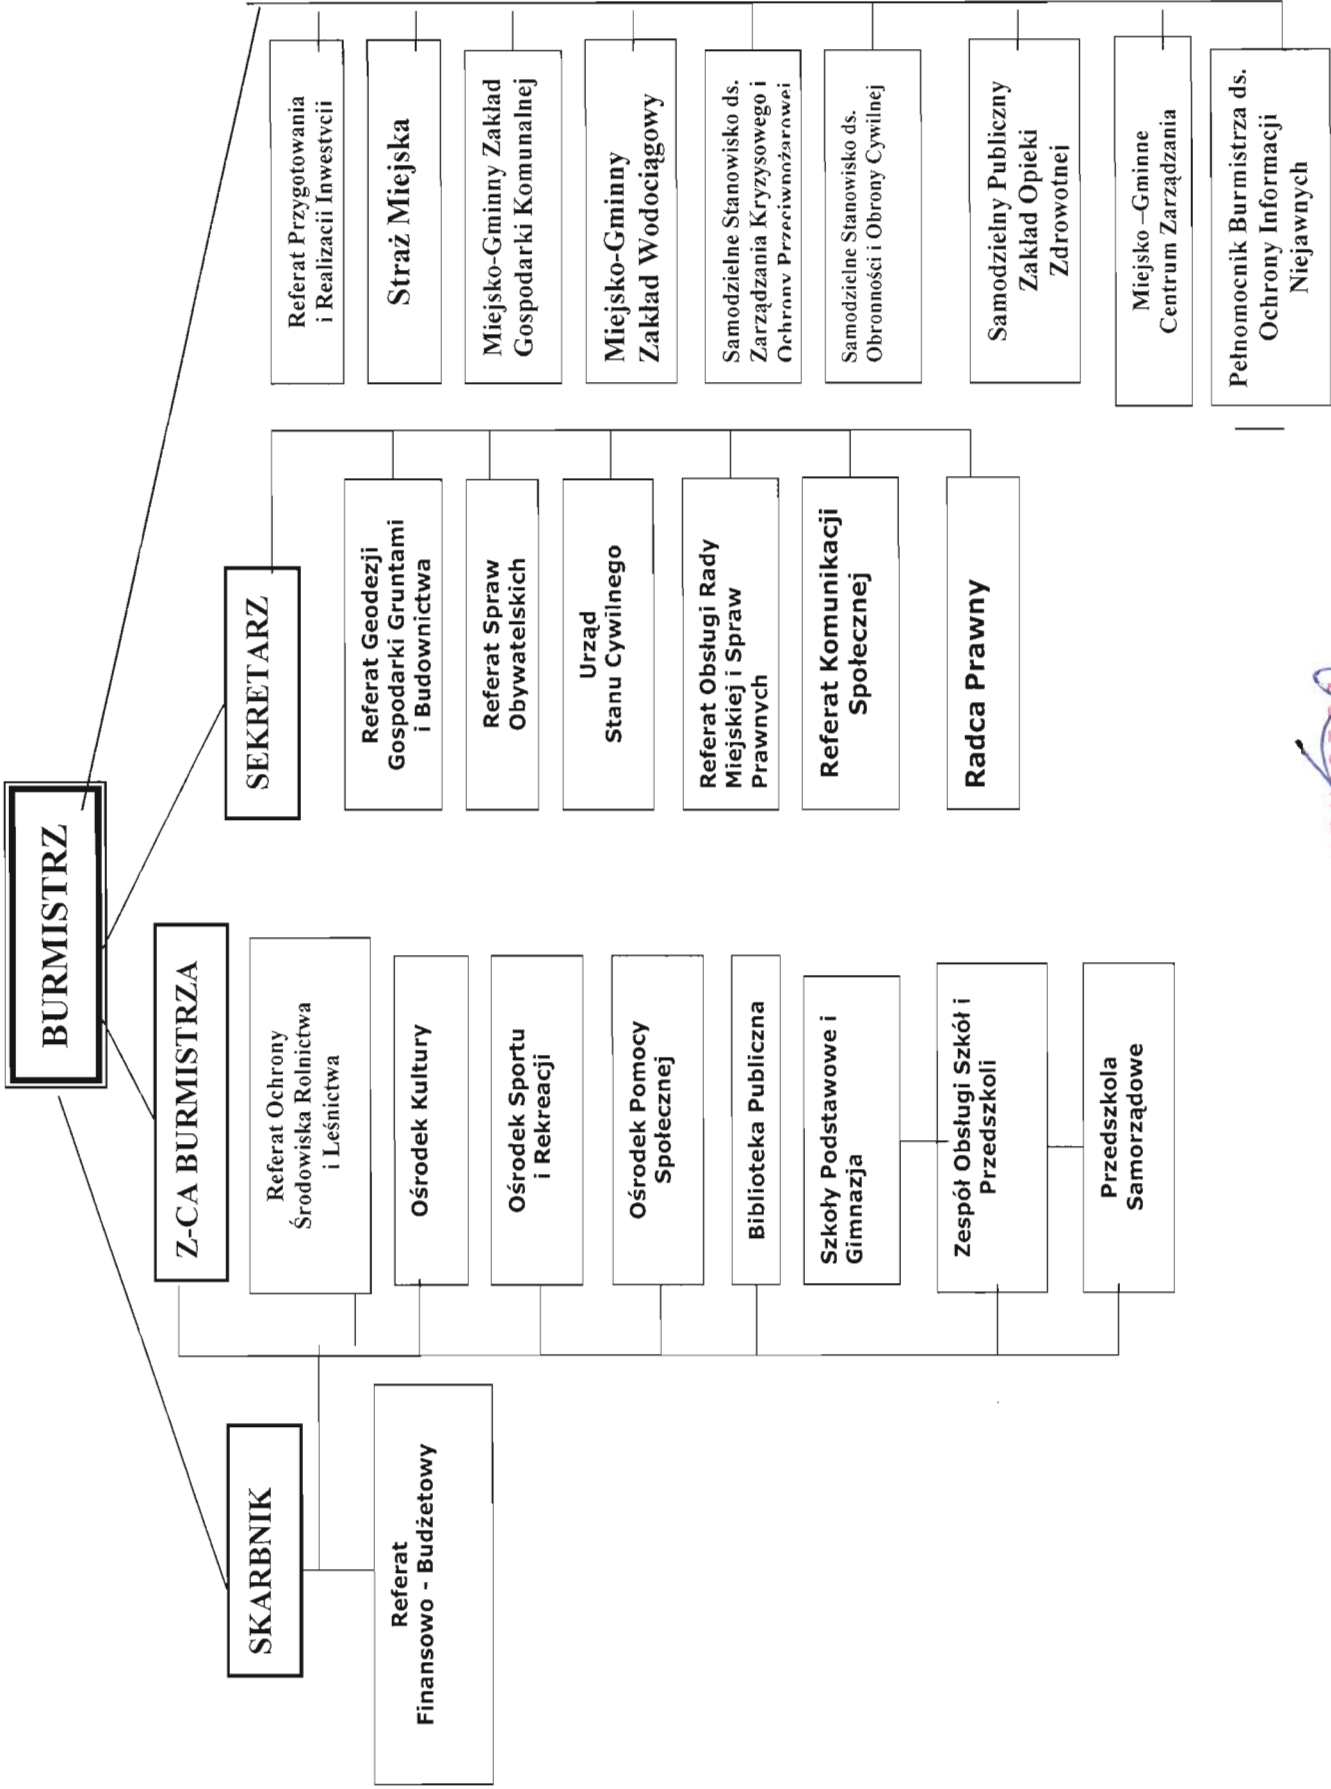 BURMISTRZ
SKARBNIK
Referat
Finansowo - Budżetowy
Z-CA BURMISTRZA
Referat Ochrony
Środowiska Rolnictwa
i Leśnictwa
Ośrodek Kultury
Ośrodek Sportu
i Rekreacji
Ośrodek Pomocy
Społecznej
Biblioteka Publiczna
Szkoły Podstawowe i
Gimnazja
Zespół Obsługi Szkół i
Przedszkoli
Przedszkola
Samorządowe
SEKRETARZ
Referat Geodezji
Gospodarki Gruntami
i Budownictwa
Referat Spraw
Obywatelskich
Urząd
Stanu Cywilnego
Referat Obsługi Rady
Miejskiej i Spraw
Prawnych
Referat Komunikacji
Społecznej
Radca Prawny
Referat Przygotowania
i Realizacji Inwestycji
Straż Miejska
Miejsko-Gminny Zakład
Gospodarki Komunalnej
Miejsko-Gminny
Zakład Wodociągowy
Samodzielne Stanowisko ds.
Zarządzania Kryzysowego i
Ochrony Przeciwpożarowej
Samodzielne Stanowisko ds.
Obronności i Obrony Cywilnej
Samodzielny Publiczny
Zakład Opieki
Zdrowotnej
Miejsko –Gminne
Centrum Zarządzania
Pełnomocnik Burmistrza ds.
Ochrony Informacji
Niejawnych